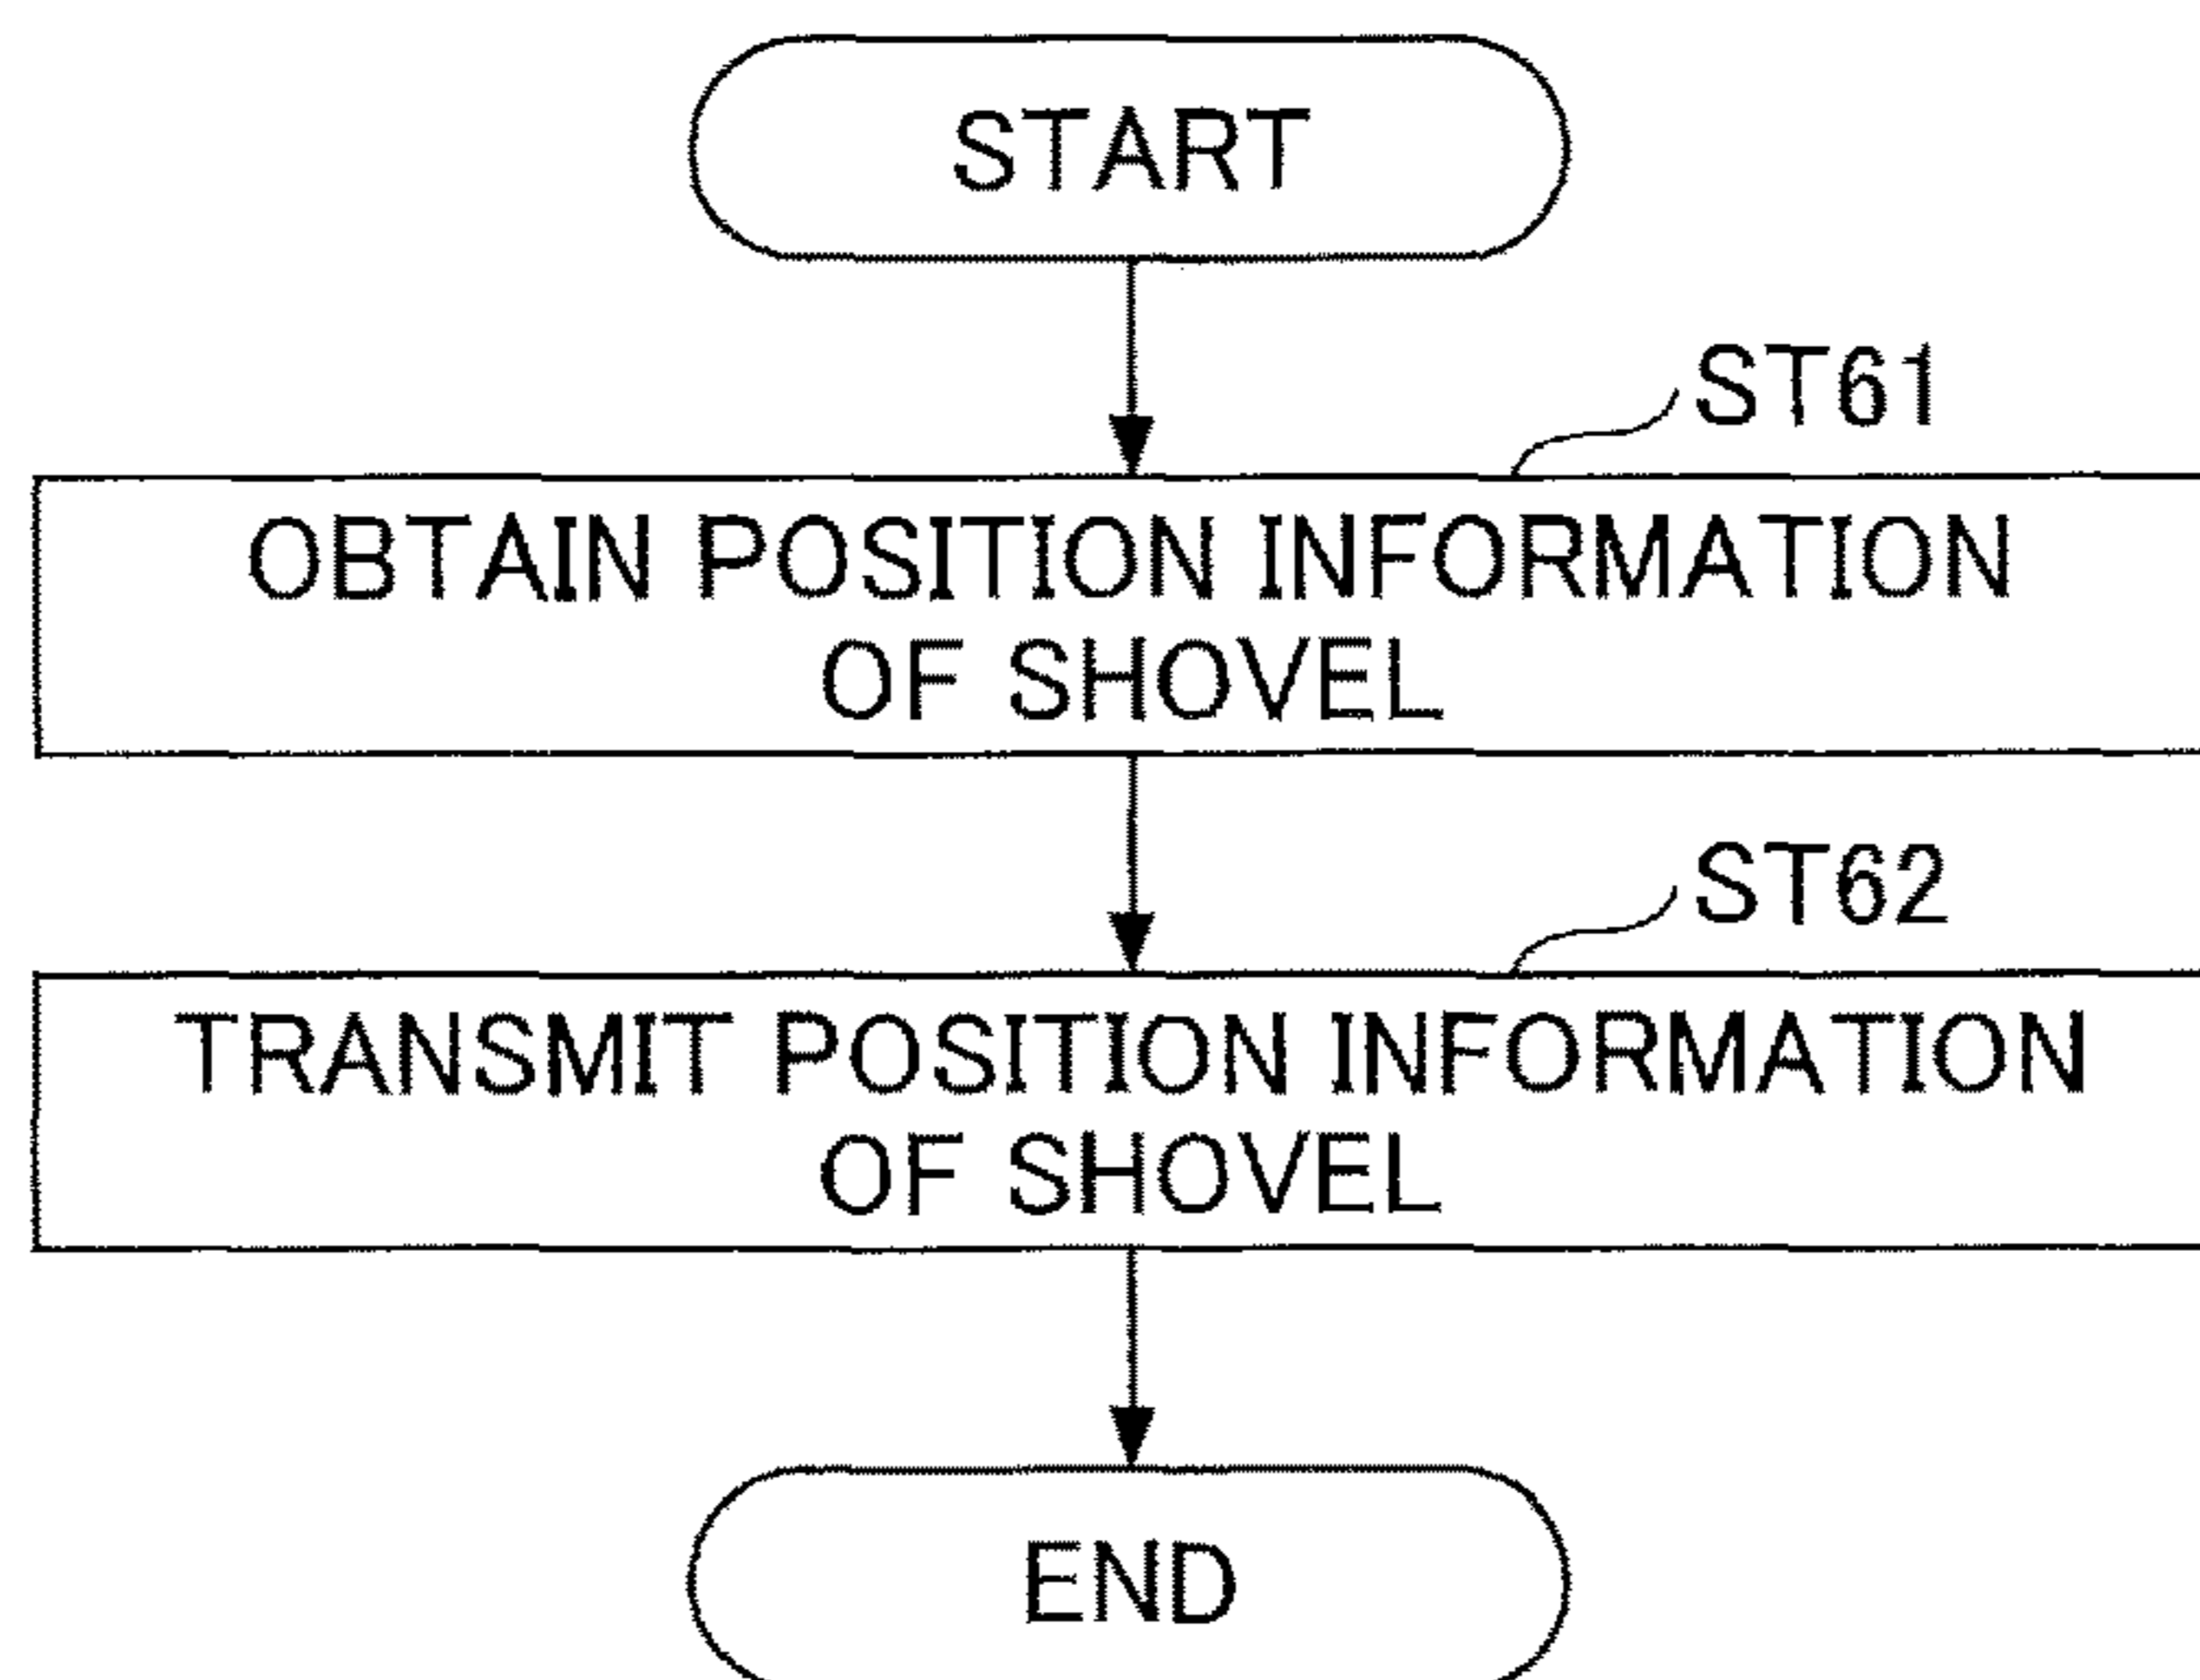 START
ST61
OBTAIN POSITION INFORMATION
OF SHOVEL
ST62
TRANSMIT POSITION INFORMATION
OF SHOVEL
END